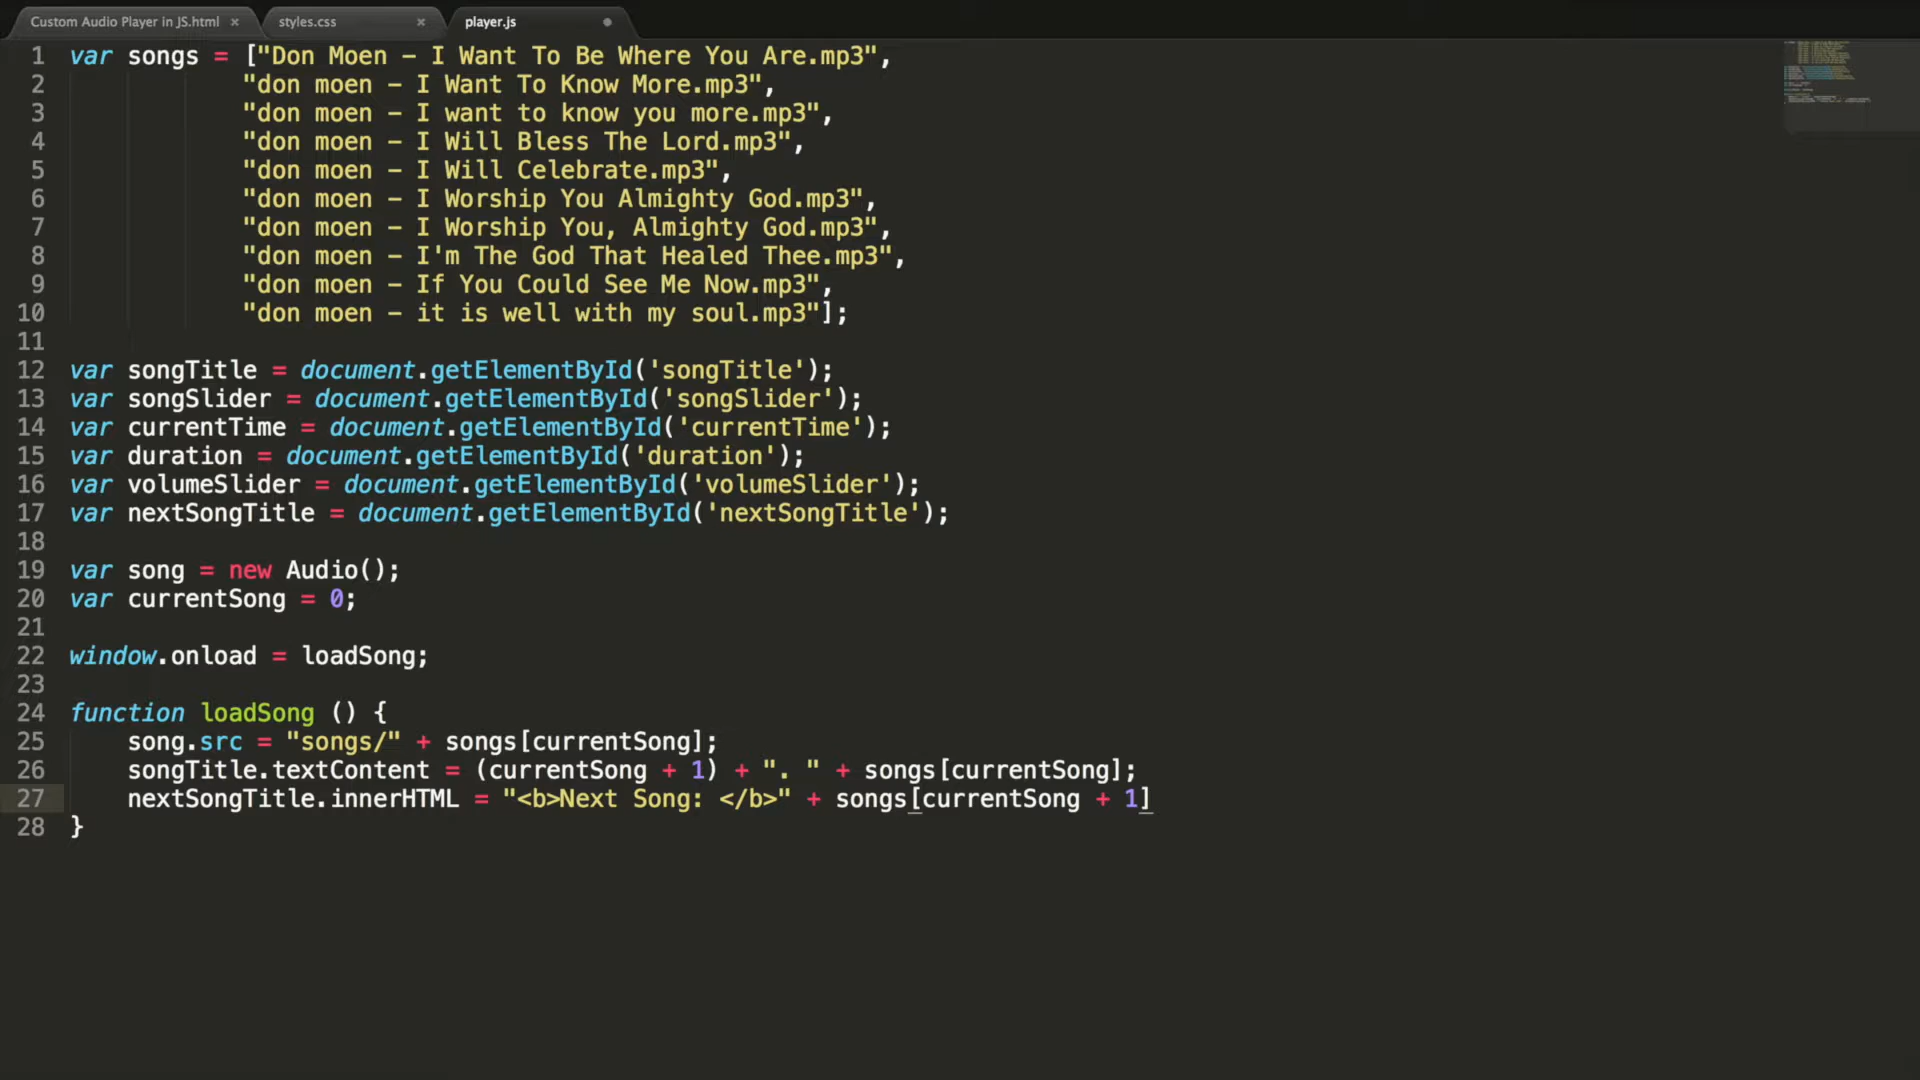 Custom Audio Player in JS.html × styles.css × player.js
1 var songs = ["Don Moen - I Want To Be Where You Are.mp3",
2 "don moen - I Want To Know More.mp3",
3 "don moen - I want to know you more.mp3",
4 "don moen - I Will Bless The Lord.mp3",
5 "don moen - I Will Celebrate.mp3",
6 "don moen - I Worship You Almighty God.mp3",
7 "don moen - I Worship You, Almighty God.mp3",
8 "don moen - I'm The God That Healed Thee.mp3",
9 "don moen - If You Could See Me Now.mp3",
10 "don moen - it is well with my soul.mp3"];
11
12 var songTitle = document.getElementById('songTitle');
13 var songSlider = document.getElementById('songSlider');
14 var currentTime = document.getElementById('currentTime');
15 var duration = document.getElementById('duration');
16 var volumeSlider = document.getElementById('volumeSlider');
17 var nextSongTitle = document.getElementById('nextSongTitle');
18
19 var song = new Audio();
20 var currentSong = 0;
21
22 window.onload = loadSong;
23
24 function loadSong () {
25 song.src = "songs/" + songs[currentSong];
26 songTitle.textContent = (currentSong + 1) + ". " + songs[currentSong];
27 nextSongTitle.innerHTML = "<b>Next Song: </b>" + songs[currentSong + 1]
28 }